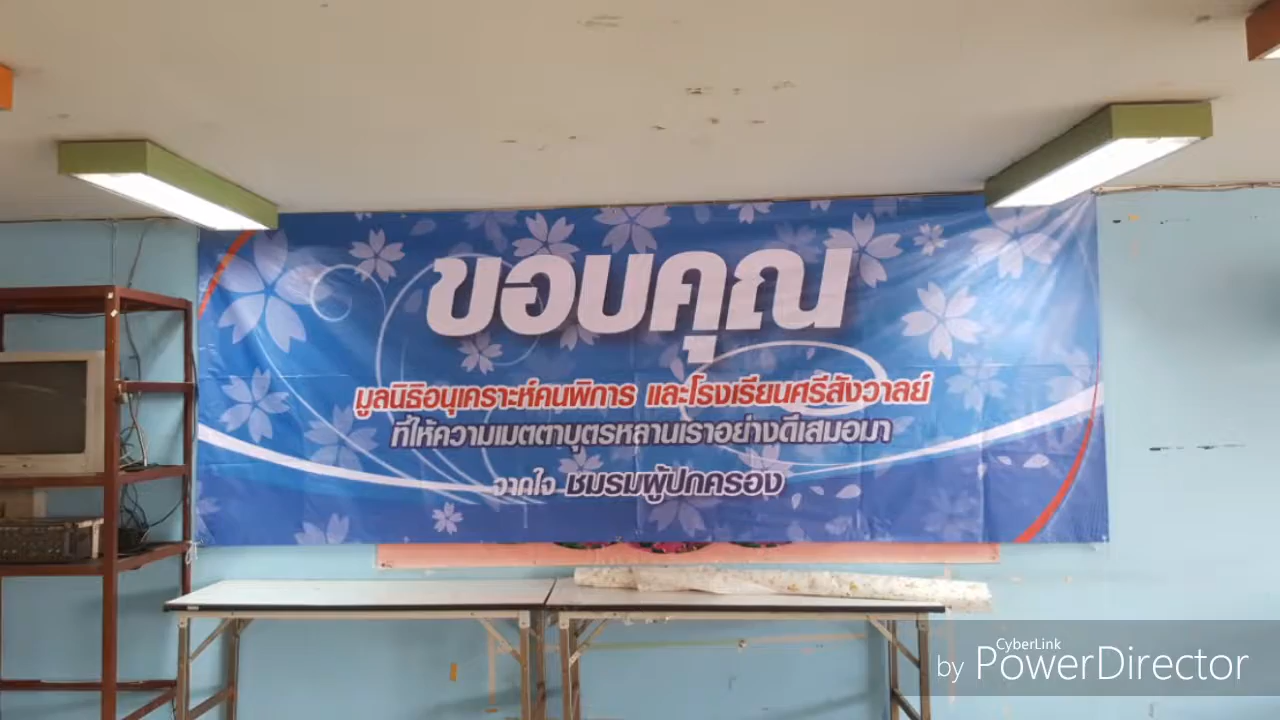 ขอบคุณ
มูลนิธิอนุเคราะห์คนพิการ และโรงเรียนศรีสังวาลย์
ที่ให้ความเมตตาบุตรหลานเราอย่างดีเสมอมา
จากใจ ชมรมผู้ปกครอง
CyberLink
by PowerDirector